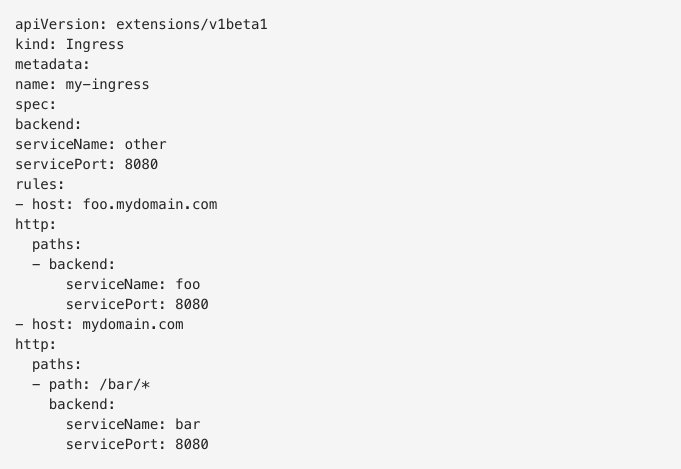 apiVersion: extensions/v1beta1
kind: Ingress
metadata:
name: my-ingress
spec:
backend:
serviceName: other
servicePort: 8080
rules:
- host: foo.mydomain.com
http:
  paths:
  - backend:
      serviceName: foo
      servicePort: 8080
- host: mydomain.com
http:
  paths:
  - path: /bar/*
    backend:
      serviceName: bar
      servicePort: 8080